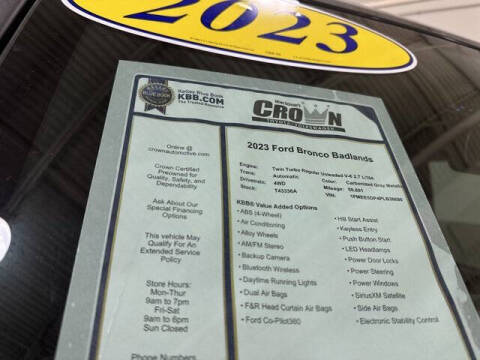 2023
Kelley Blue Book
KBB.COM
The Trusted Resource
CROWN
TOYOTA/VOLKSWAGEN
Online @
crownautomotive.com
Crown Certified
Preowned for
Quality, Safety, and
Dependability
Ask About Our
Special Financing
Options
This vehicle May
Qualify For An
Extended Service
Policy
Store Hours:
Mon-Thur
9am to 7pm
Fri-Sat
9am to 6pm
Sun Closed
Phone Numbers
2023 Ford Bronco Badlands
Engine: Twin Turbo Regular Unleaded V-6 2.7 L/164
Trans: Automatic Color: Carbonized Gray Metallic
Drivetrain: 4WD Mileage:
Stock: T43336A VIN:
KBB® Value Added Options
• ABS (4-Wheel)
• Air Conditioning
• Alloy Wheels
• AM/FM Stereo
• Backup Camera
• Bluetooth Wireless
• Daytime Running Lights
• Dual Air Bags
• F&R Head Curtain Air Bags
• Ford Co-Pilot360
• Hill Start Assist
• Keyless Entry
• Push Button Start
• LED Headlamps
• Power Door Locks
• Power Steering
• Power Windows
• SiriusXM Satellite
• Side Air Bags
• Electronic Stability Control